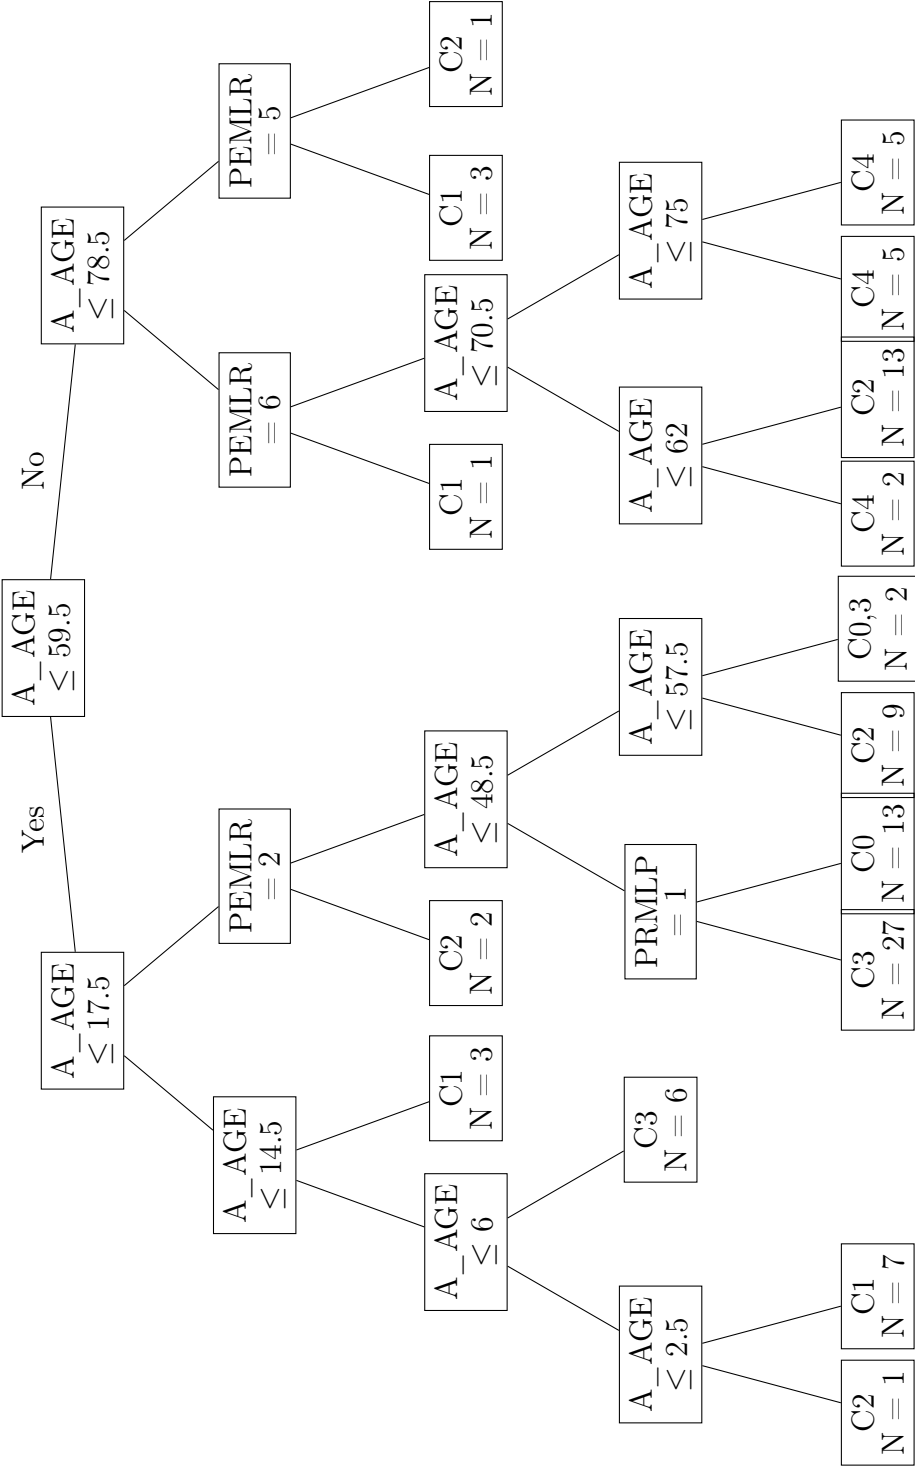 A_AGE
≤ 59.5
Yes
No
A_AGE
≤ 17.5
A_AGE
≤ 78.5
A_AGE
≤ 14.5
PEMLR
= 2
PEMLR
= 6
PEMLR
= 5
A_AGE
≤ 6
C1
N = 3
C2
N = 2
A_AGE
≤ 48.5
C1
N = 1
A_AGE
≤ 70.5
C1
N = 3
C2
N = 1
A_AGE
≤ 2.5
C3
N = 6
PRMLP
= 1
A_AGE
≤ 57.5
A_AGE
≤ 62
A_AGE
≤ 75
C2
N = 1
C1
N = 7
C3
N = 27
C0
N = 13
C2
N = 9
C0,3
N = 2
C4
N = 2
C2
N = 13
C4
N = 5
C4
N = 5